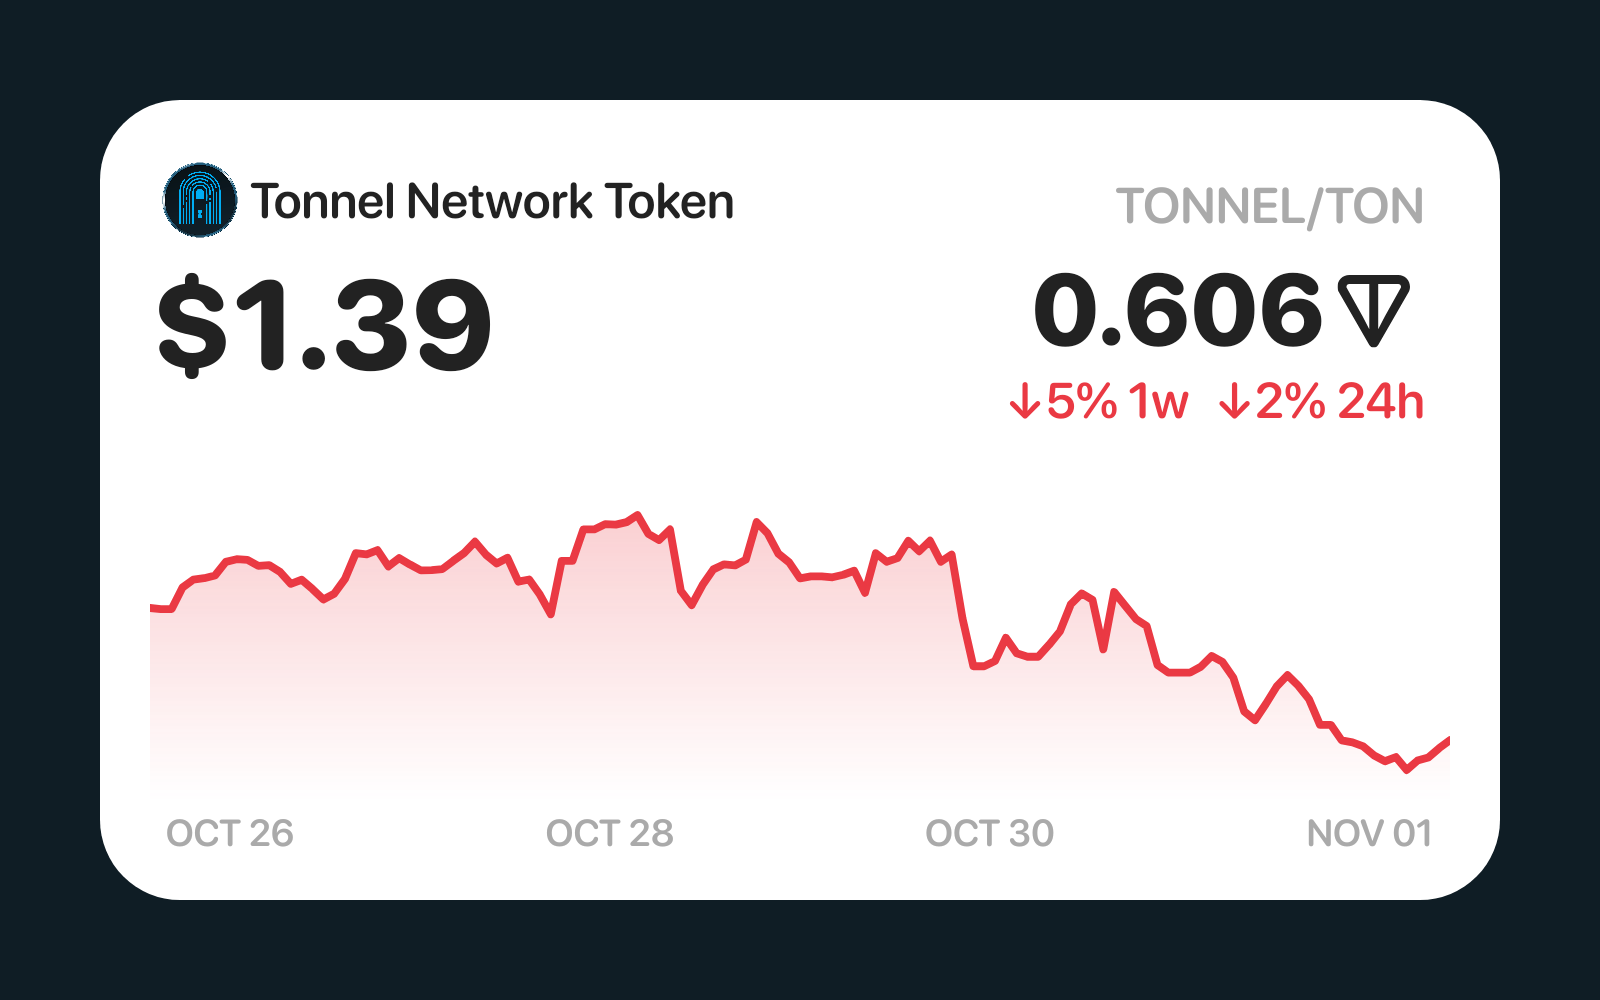 Tonnel Network Token
TONNEL/TON
$1.39
0.606
↓5% 1w ↓2% 24h
OCT 26
OCT 28
OCT 30
NOV 01